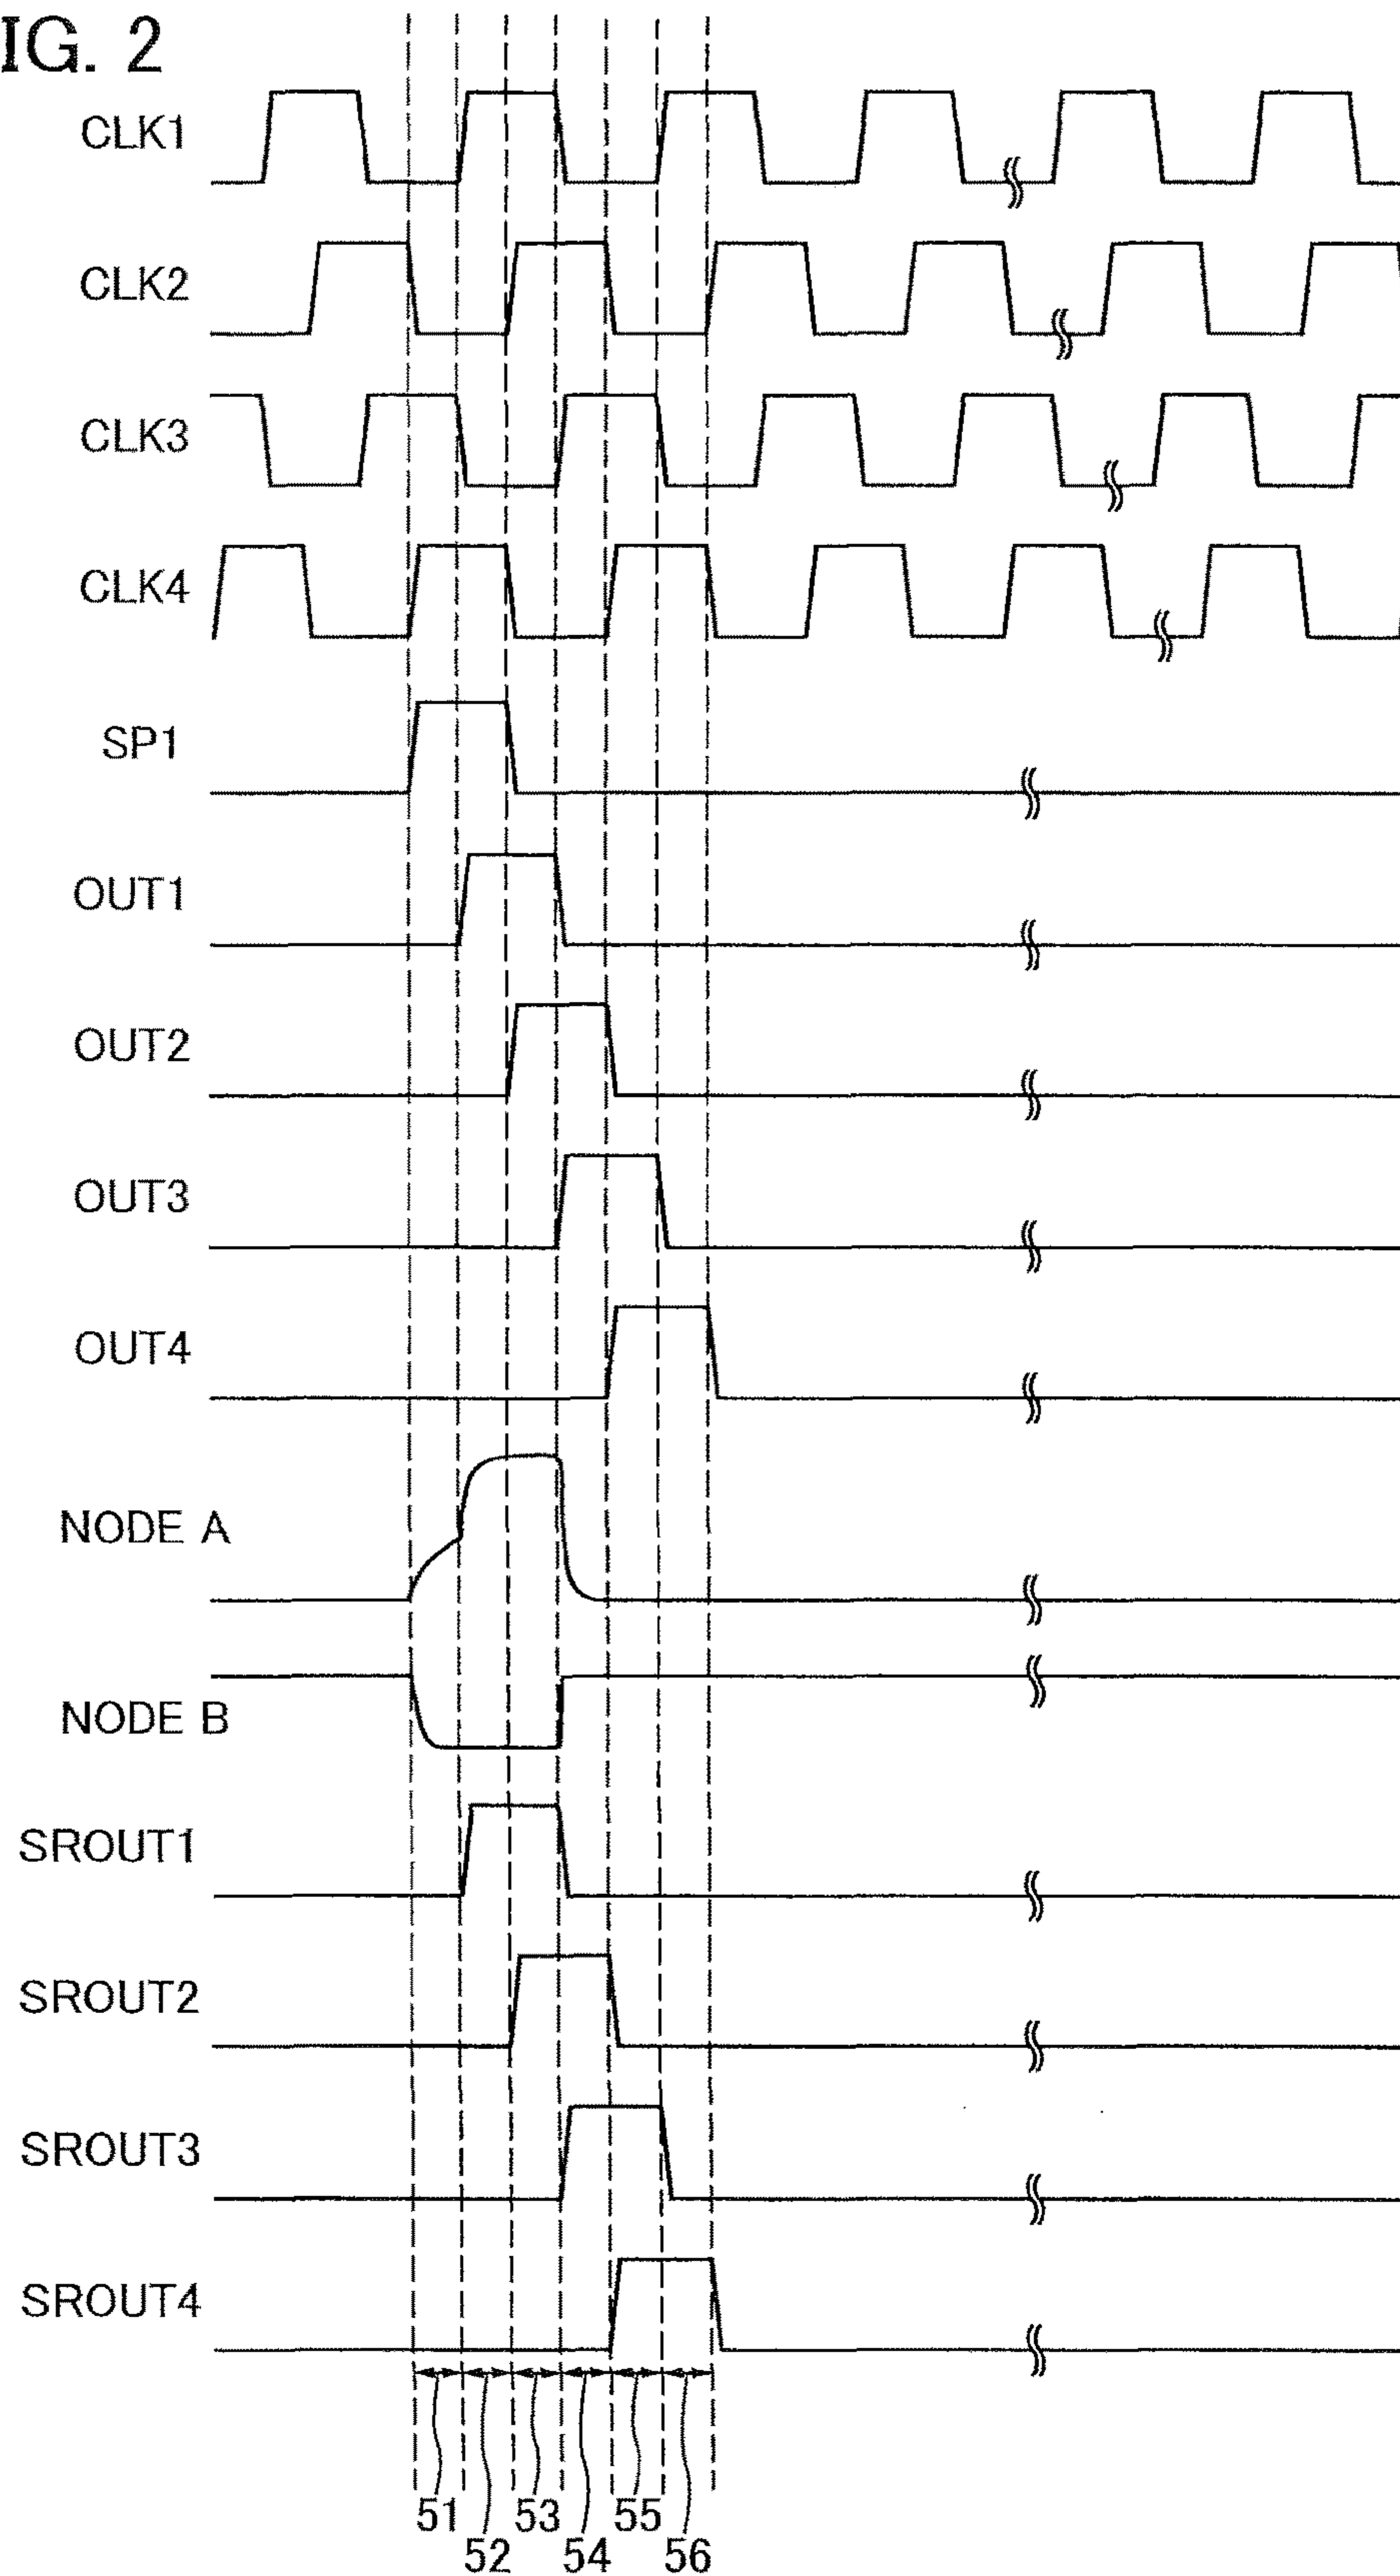 IG. 2
CLK1
CLK2
CLK3
CLK4
SP1
OUT1
OUT2
OUT3
OUT4
NODE A
NODE B
SROUT1
SROUT2
SROUT3
SROUT4
51 53 55
52 54 56